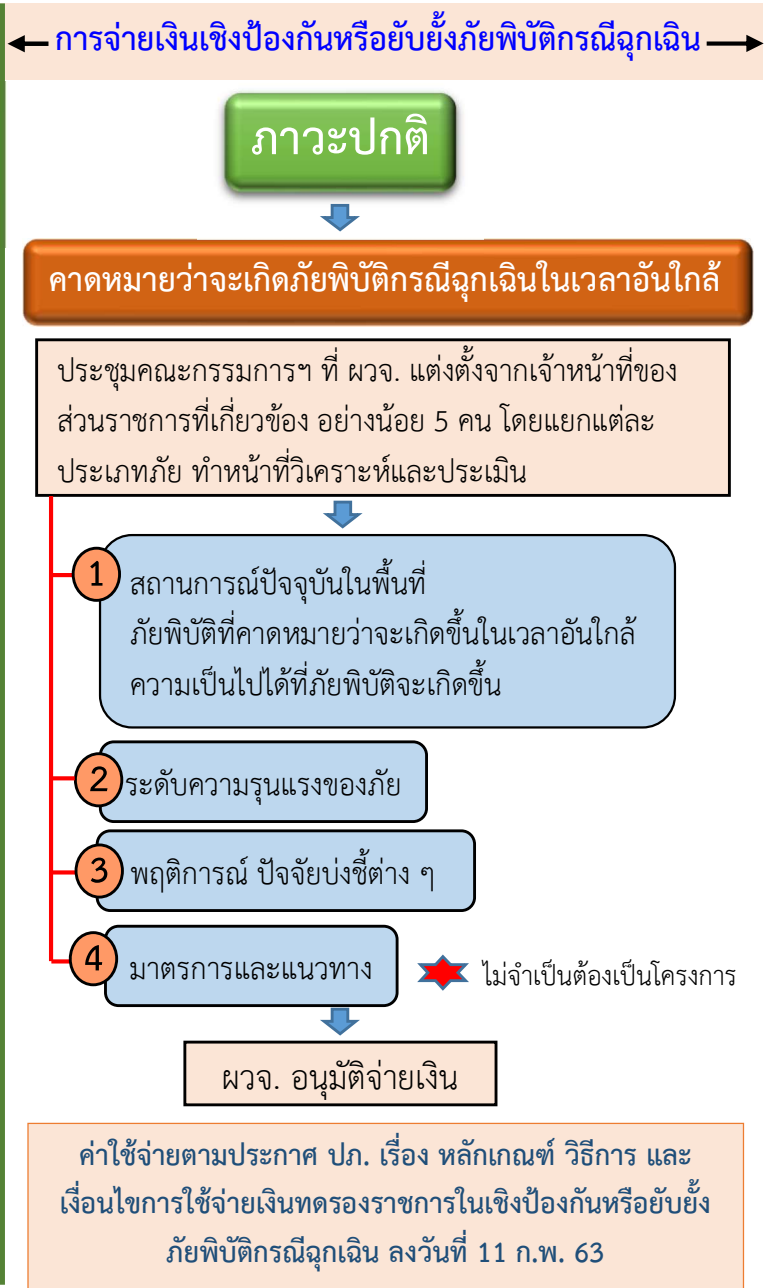 การจ่ายเงินเชิงป้องกันหรือยับยั้งภัยพิบัติกรณีฉุกเฉิน
ภาวะปกติ
คาดหมายว่าจะเกิดภัยพิบัติกรณีฉุกเฉินในเวลาอันใกล้
ประชุมคณะกรรมการฯ ที่ ผวจ. แต่งตั้งจากเจ้าหน้าที่ของ
ส่วนราชการที่เกี่ยวข้อง อย่างน้อย 5 คน โดยแยกแต่ละ
ประเภทภัย ทำหน้าที่วิเคราะห์และประเมิน
1 สถานการณ์ปัจจุบันในพื้นที่
ภัยพิบัติที่คาดหมายว่าจะเกิดขึ้นในเวลาอันใกล้
ความเป็นไปได้ที่ภัยพิบัติจะเกิดขึ้น
2 ระดับความรุนแรงของภัย
3 พฤติการณ์ ปัจจัยบ่งชี้ต่าง ๆ
4 มาตรการและแนวทาง ไม่จำเป็นต้องเป็นโครงการ
ผวจ. อนุมัติจ่ายเงิน
ค่าใช้จ่ายตามประกาศ ปภ. เรื่อง หลักเกณฑ์ วิธีการ และ
เงื่อนไขการใช้จ่ายเงินทดรองราชการในเชิงป้องกันหรือยับยั้ง
ภัยพิบัติกรณีฉุกเฉิน ลงวันที่ 11 ก.พ. 63